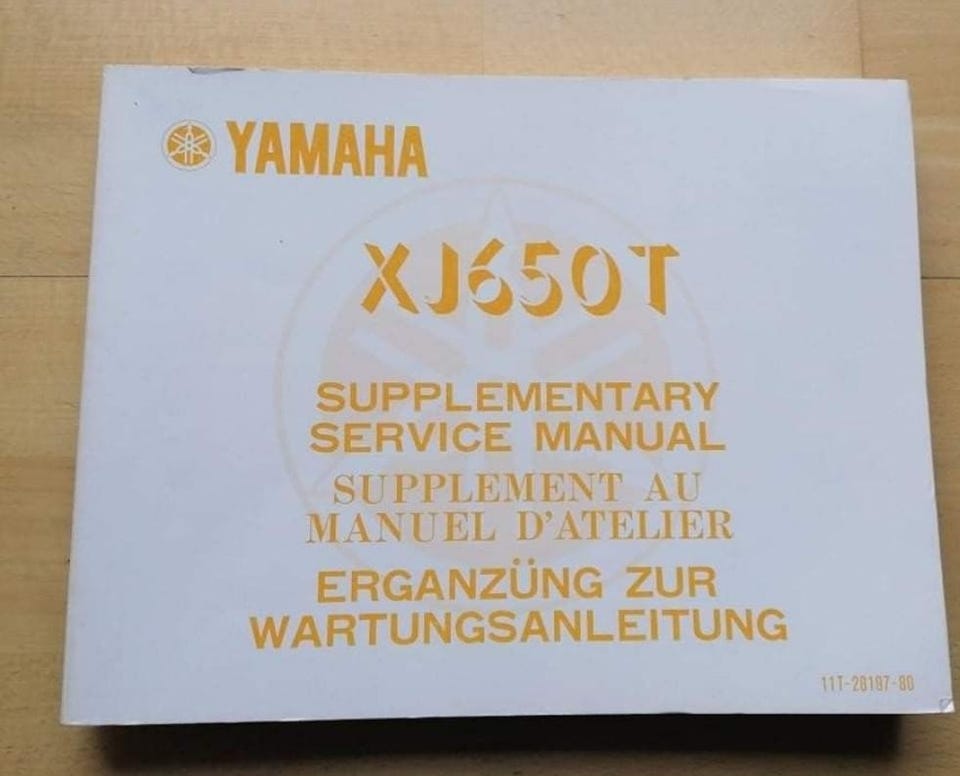 YAMAHA
XJ650T
SUPPLEMENTARY
SERVICE MANUAL
SUPPLEMENT AU
MANUEL D'ATELIER
ERGANZÜNG ZUR
WARTUNGSANLEITUNG
11T-28197-80